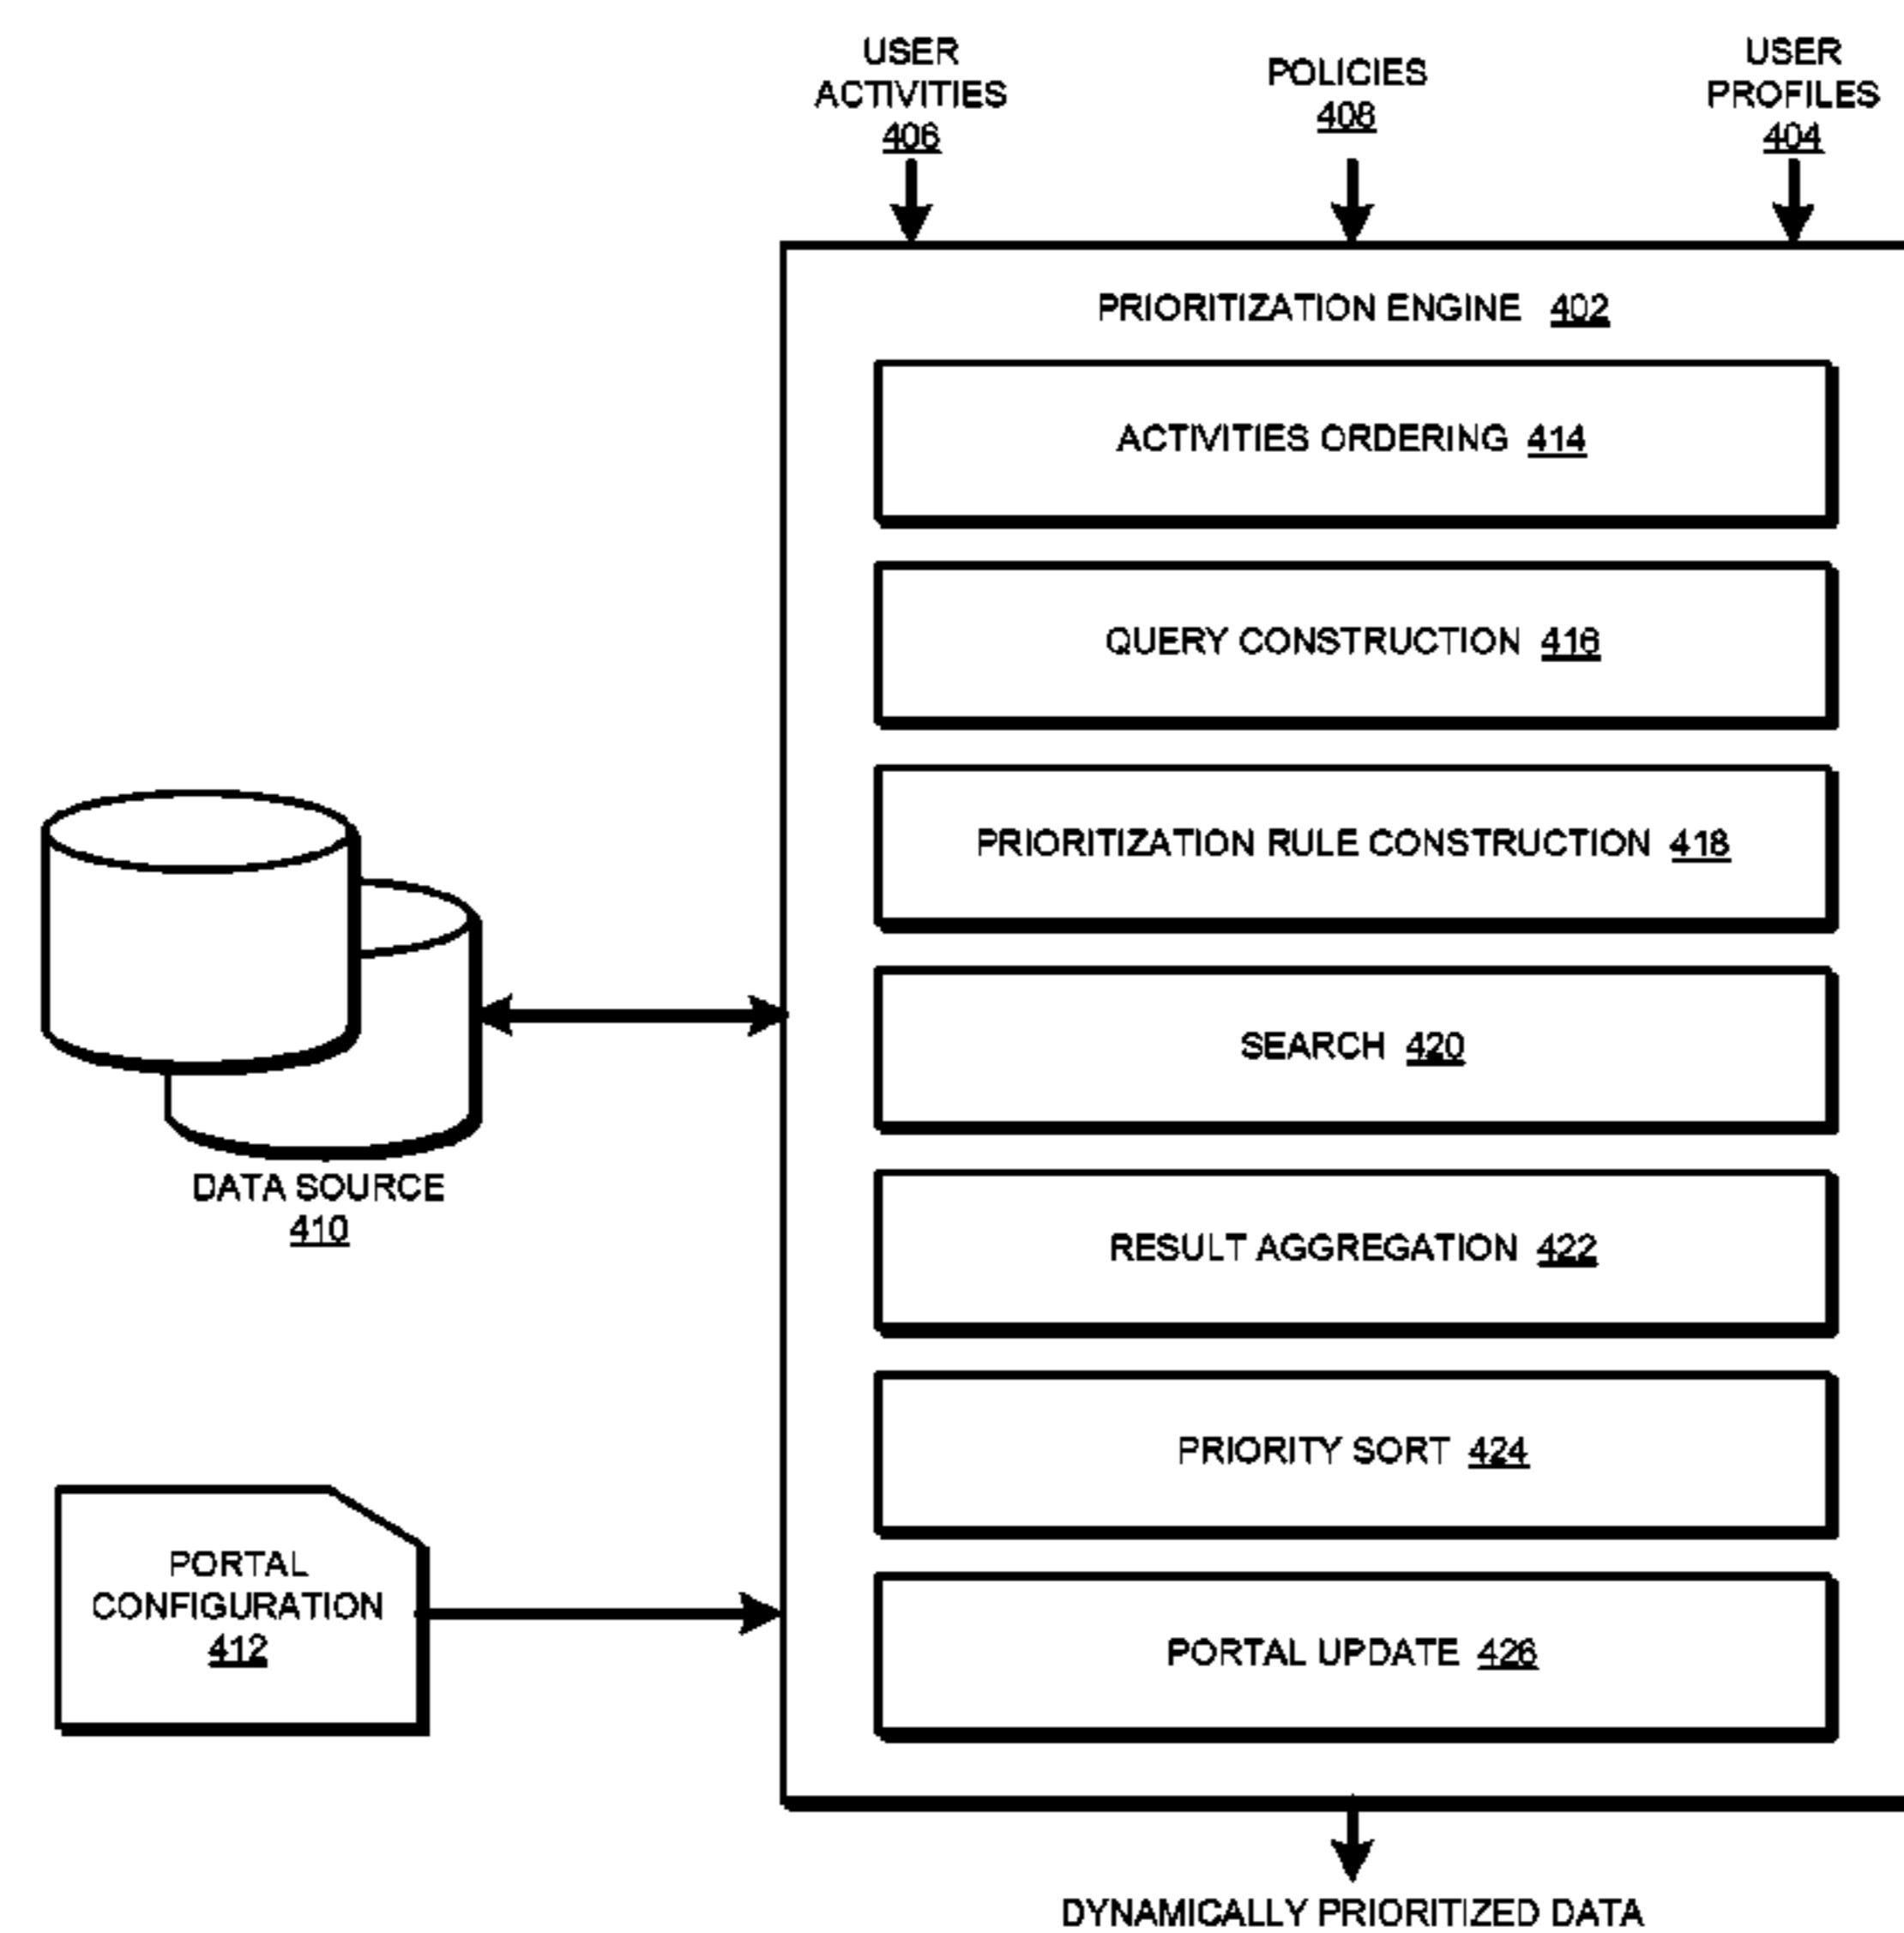 USER
ACTIVITIES
406
POLICIES
408
USER
PROFILES
404
PRIORITIZATION ENGINE 402
ACTIVITIES ORDERING 414
QUERY CONSTRUCTION 416
PRIORITIZATION RULE CONSTRUCTION 418
SEARCH 420
DATA SOURCE
410
RESULT AGGREGATION 422
PRIORITY SORT 424
PORTAL
CONFIGURATION
412
PORTAL UPDATE 426
DYNAMICALLY PRIORITIZED DATA